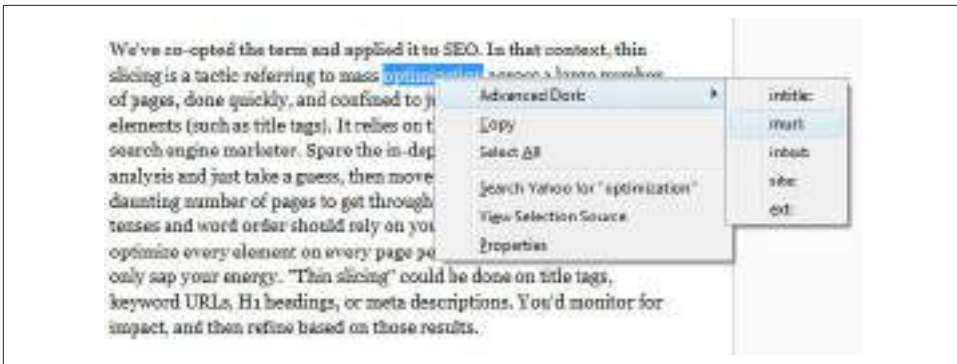 We've co-opted the term and applied it to SEO. In that context, thin
slicing is a tactic referring to mass optimization across a large number
of pages, done quickly, and confined to
elements (such as title tags). It relies on
search engine marketer. Spare the in-dep
analysis and just take a guess, then move
daunting number of pages to get through
tenses and word order should rely on you
optimize every element on every page pe
only sap your energy. "Thin slicing" could be done on title tags,
keyword URLs, H1 headings, or meta descriptions. You'd monitor for
impact, and then refine based on those results.
Advanced Dork:
Copy
Select All
Search Yahoo for "optimization"
View Selection Source
Properties
intitle:
inurl:
intext:
site:
ext: